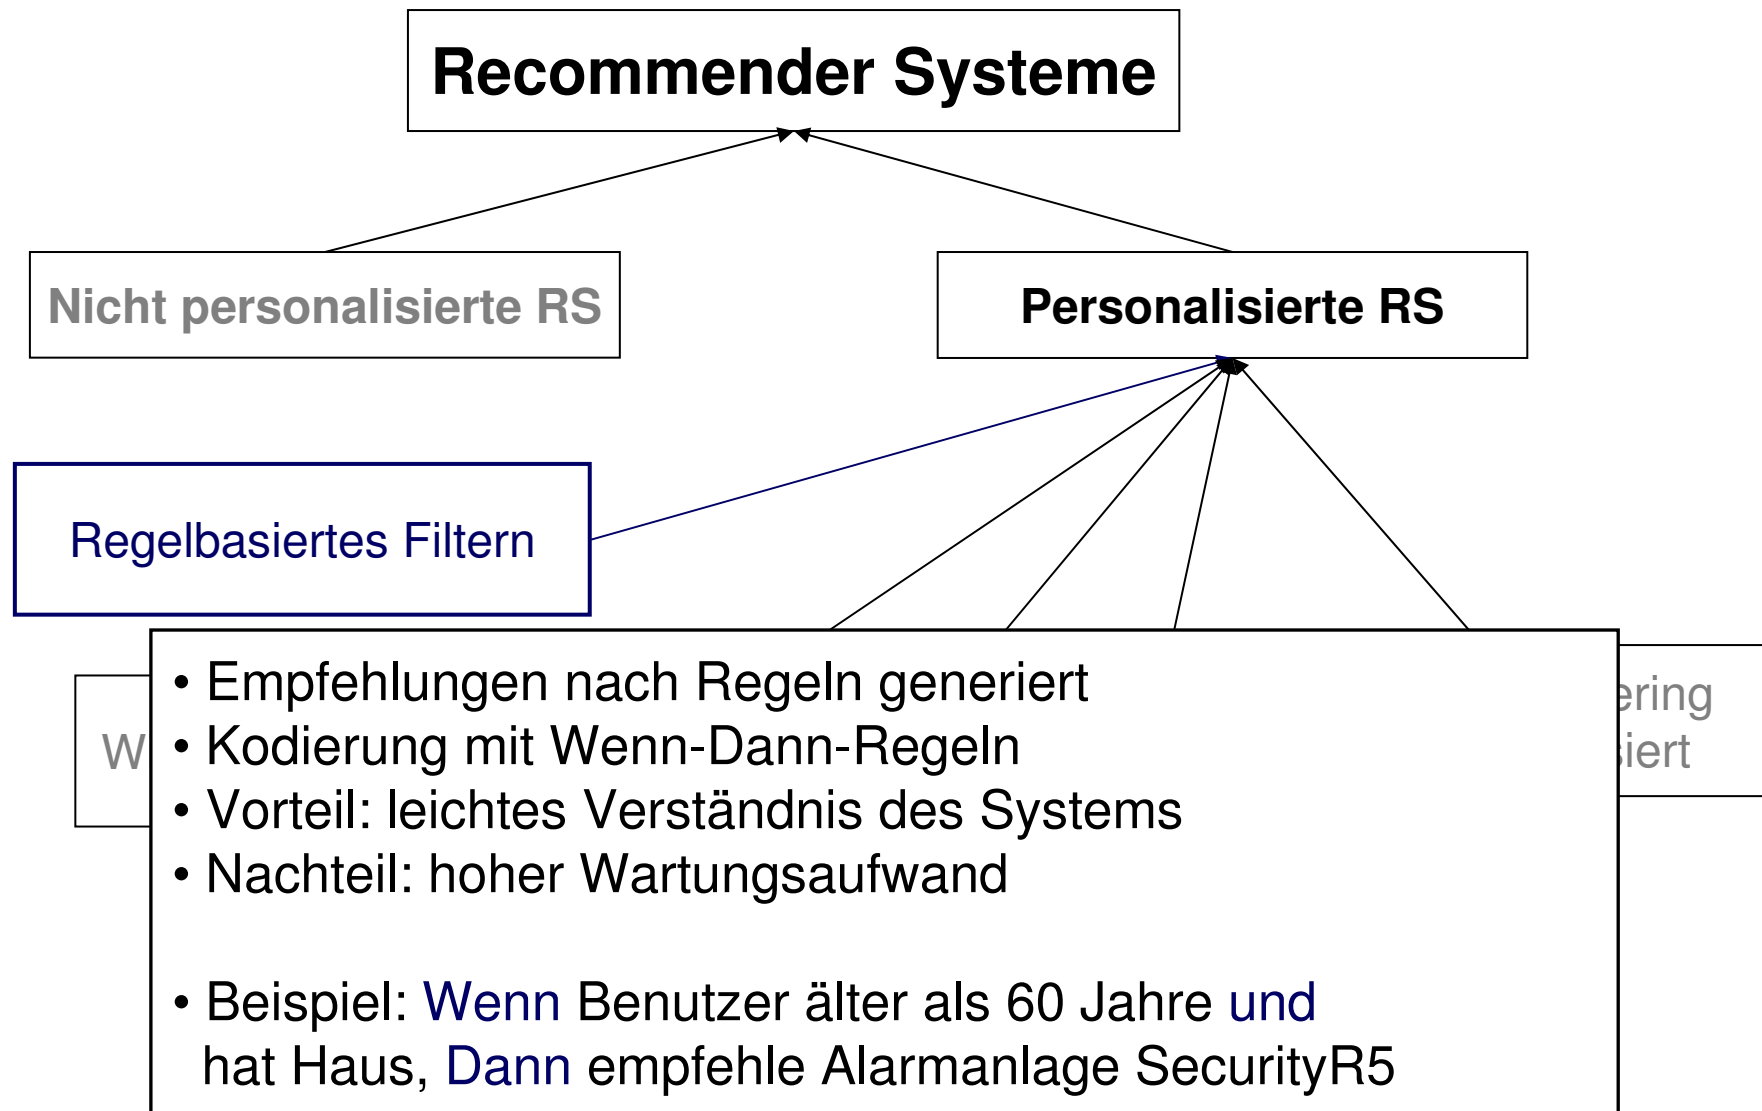 Recommender Systeme
Nicht personalisierte RS
Personalisierte RS
Regelbasiertes Filtern
• Empfehlungen nach Regeln generiert
• Kodierung mit Wenn-Dann-Regeln
• Vorteil: leichtes Verständnis des Systems
• Nachteil: hoher Wartungsaufwand
• Beispiel: Wenn Benutzer älter als 60 Jahre und
hat Haus, Dann empfehle Alarmanlage SecurityR5